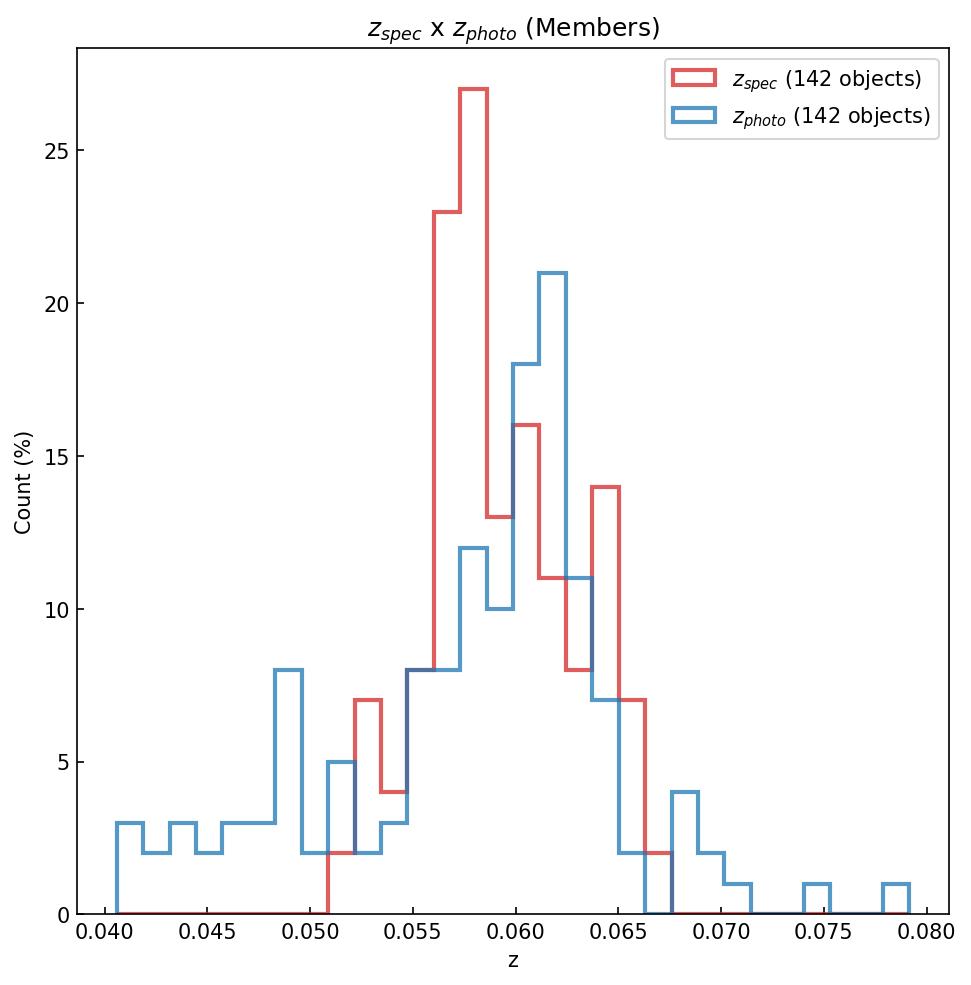 z_spec x z_photo (Members)
z_spec (142 objects)
z_photo (142 objects)
Count (%)
25
20
15
10
5
0
0.040 0.045 0.050 0.055 0.060 0.065 0.070 0.075 0.080
z